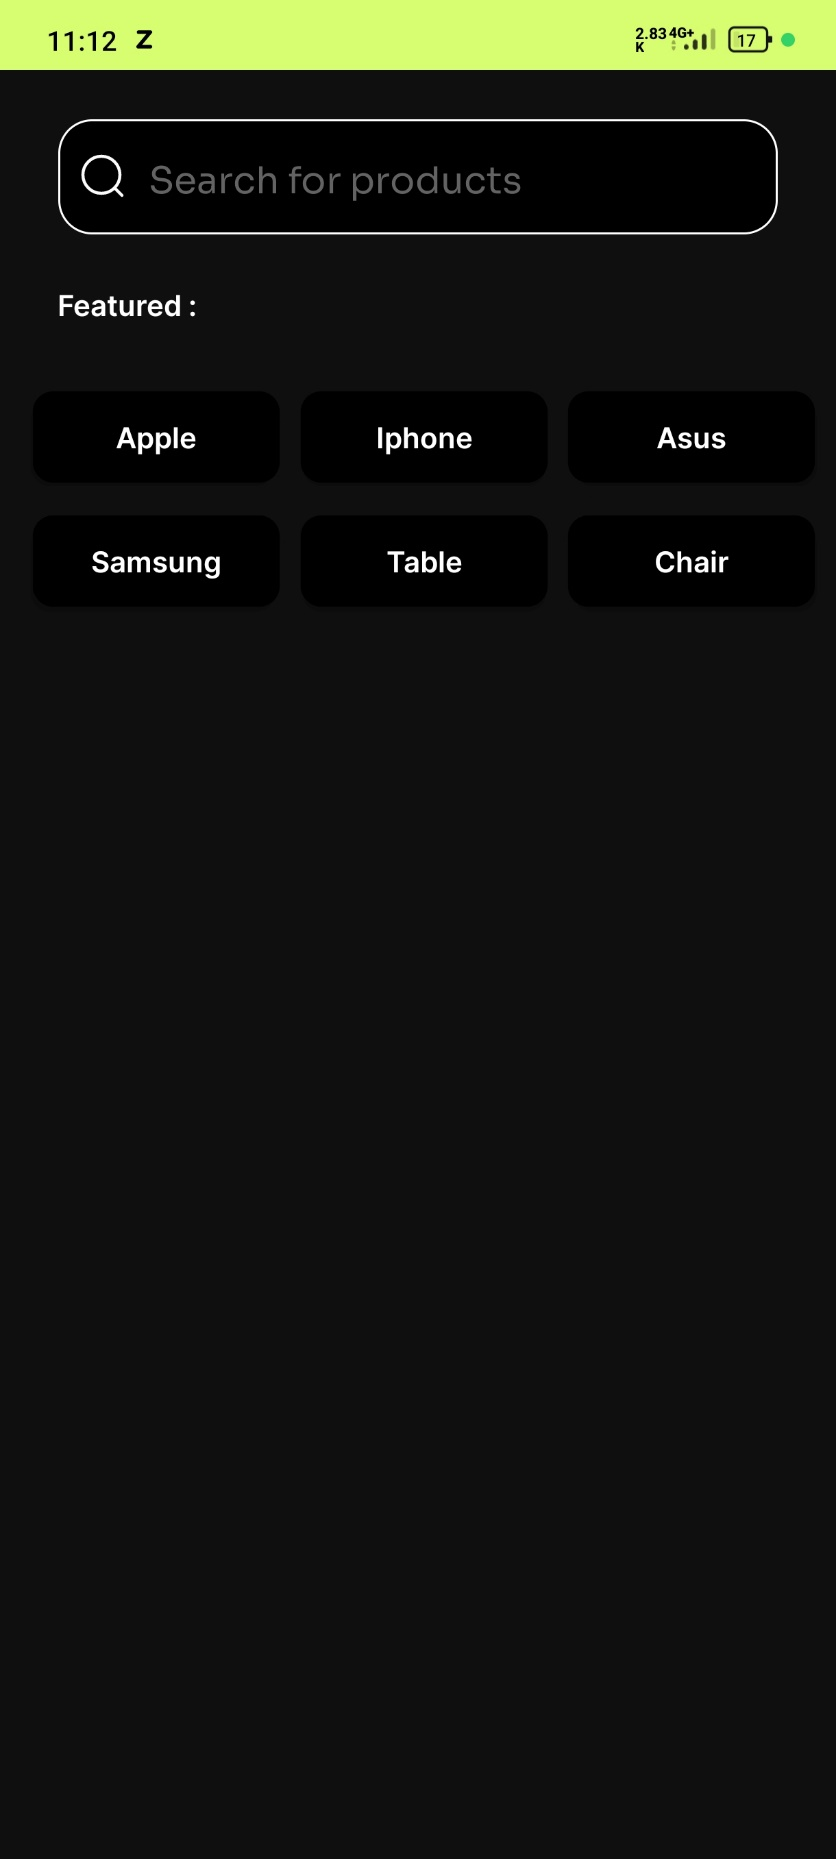 11:12 Z 2.83 K 4G+ 17
Search for products
Featured :
Apple Iphone Asus
Samsung Table Chair